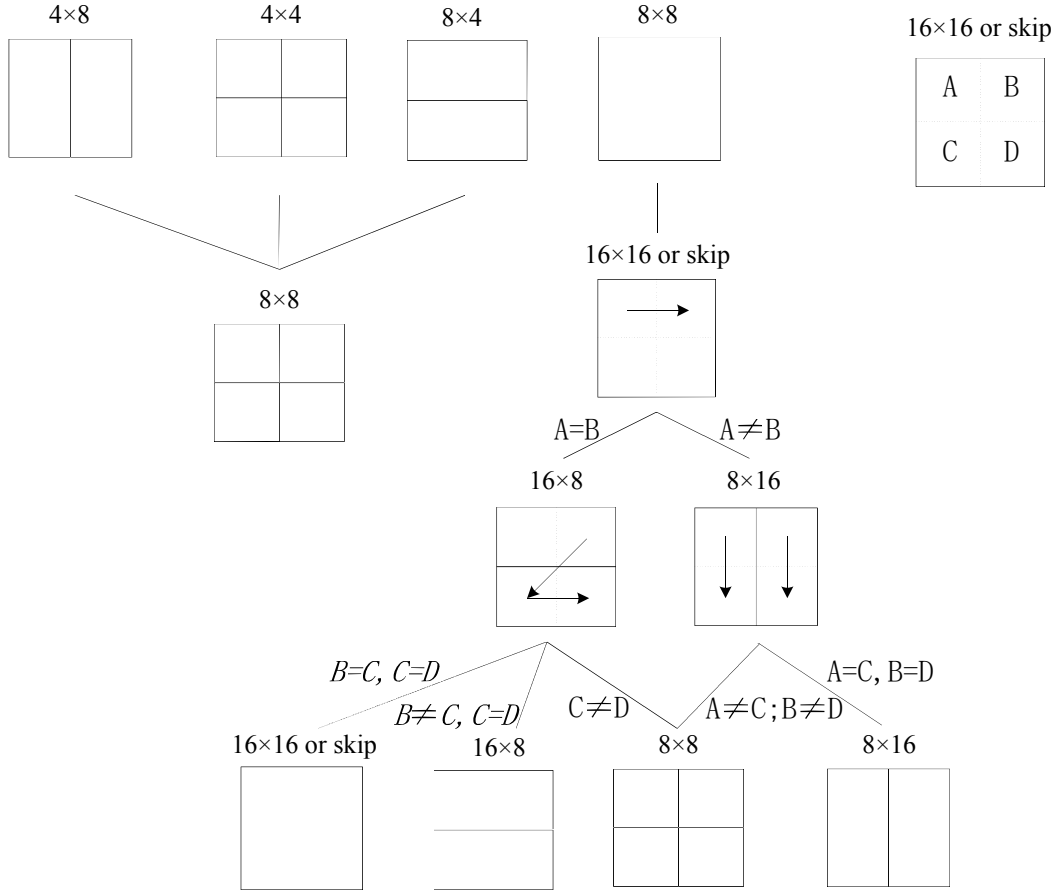 4×8
4×4
8×4
8×8
16×16 or skip
A B
C D
16×16 or skip
8×8
A=B
A≠B
16×8
8×16
B=C, C=D
B≠C, C=D
C≠D
A≠C;B≠D
A=C, B=D
16×16 or skip
16×8
8×8
8×16